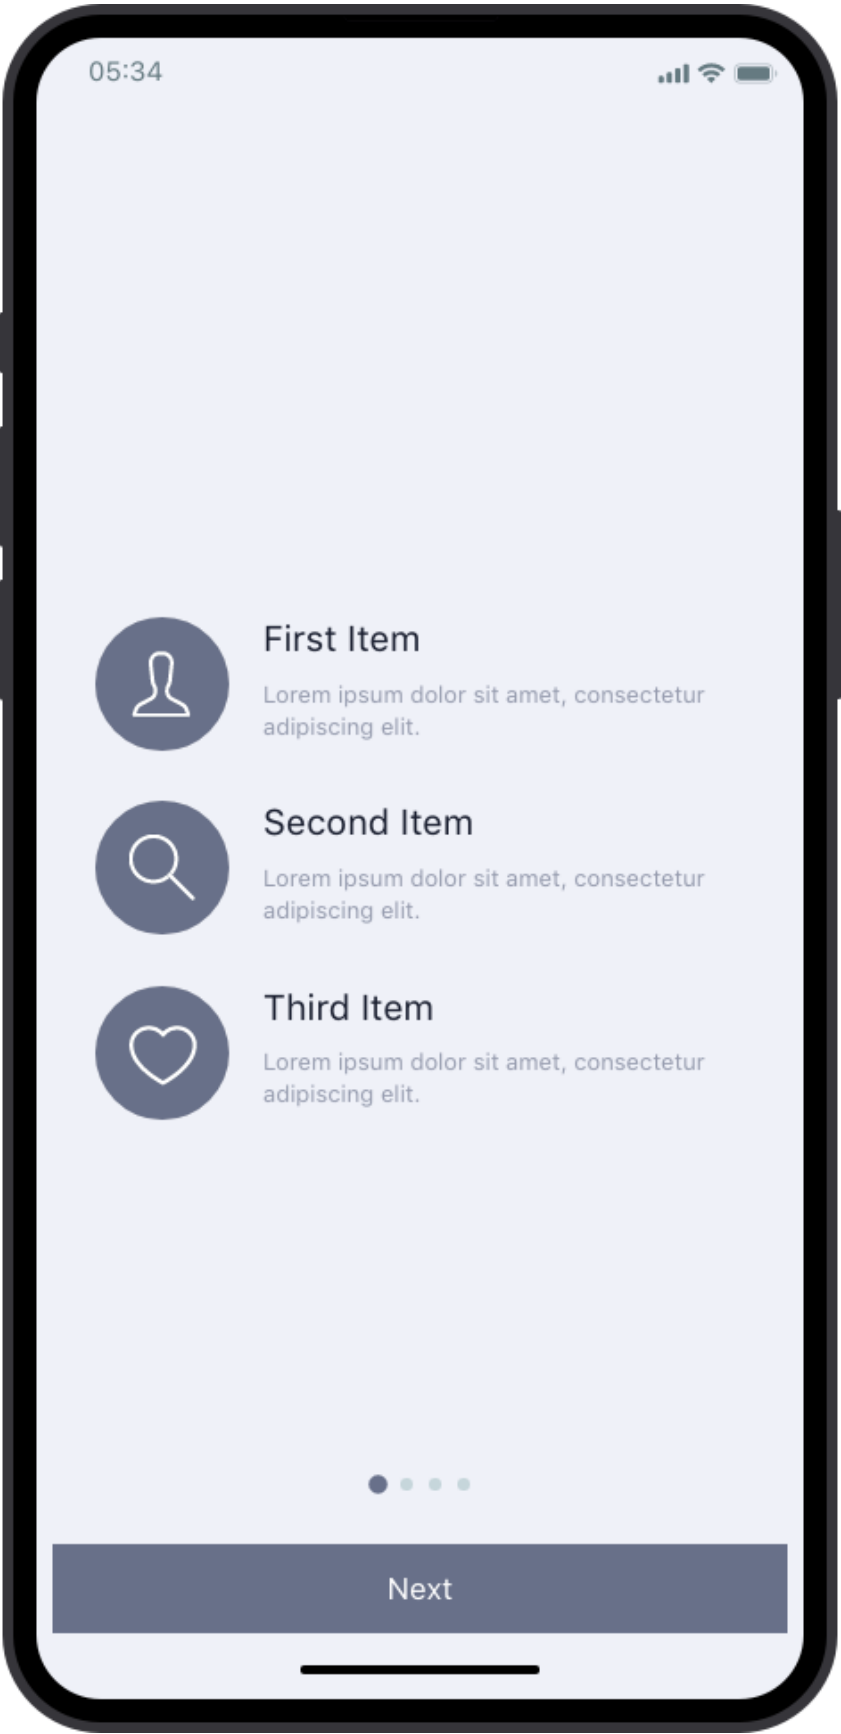 05:34
First Item
Lorem ipsum dolor sit amet, consectetur
adipiscing elit.
Second Item
Lorem ipsum dolor sit amet, consectetur
adipiscing elit.
Third Item
Lorem ipsum dolor sit amet, consectetur
adipiscing elit.
Next